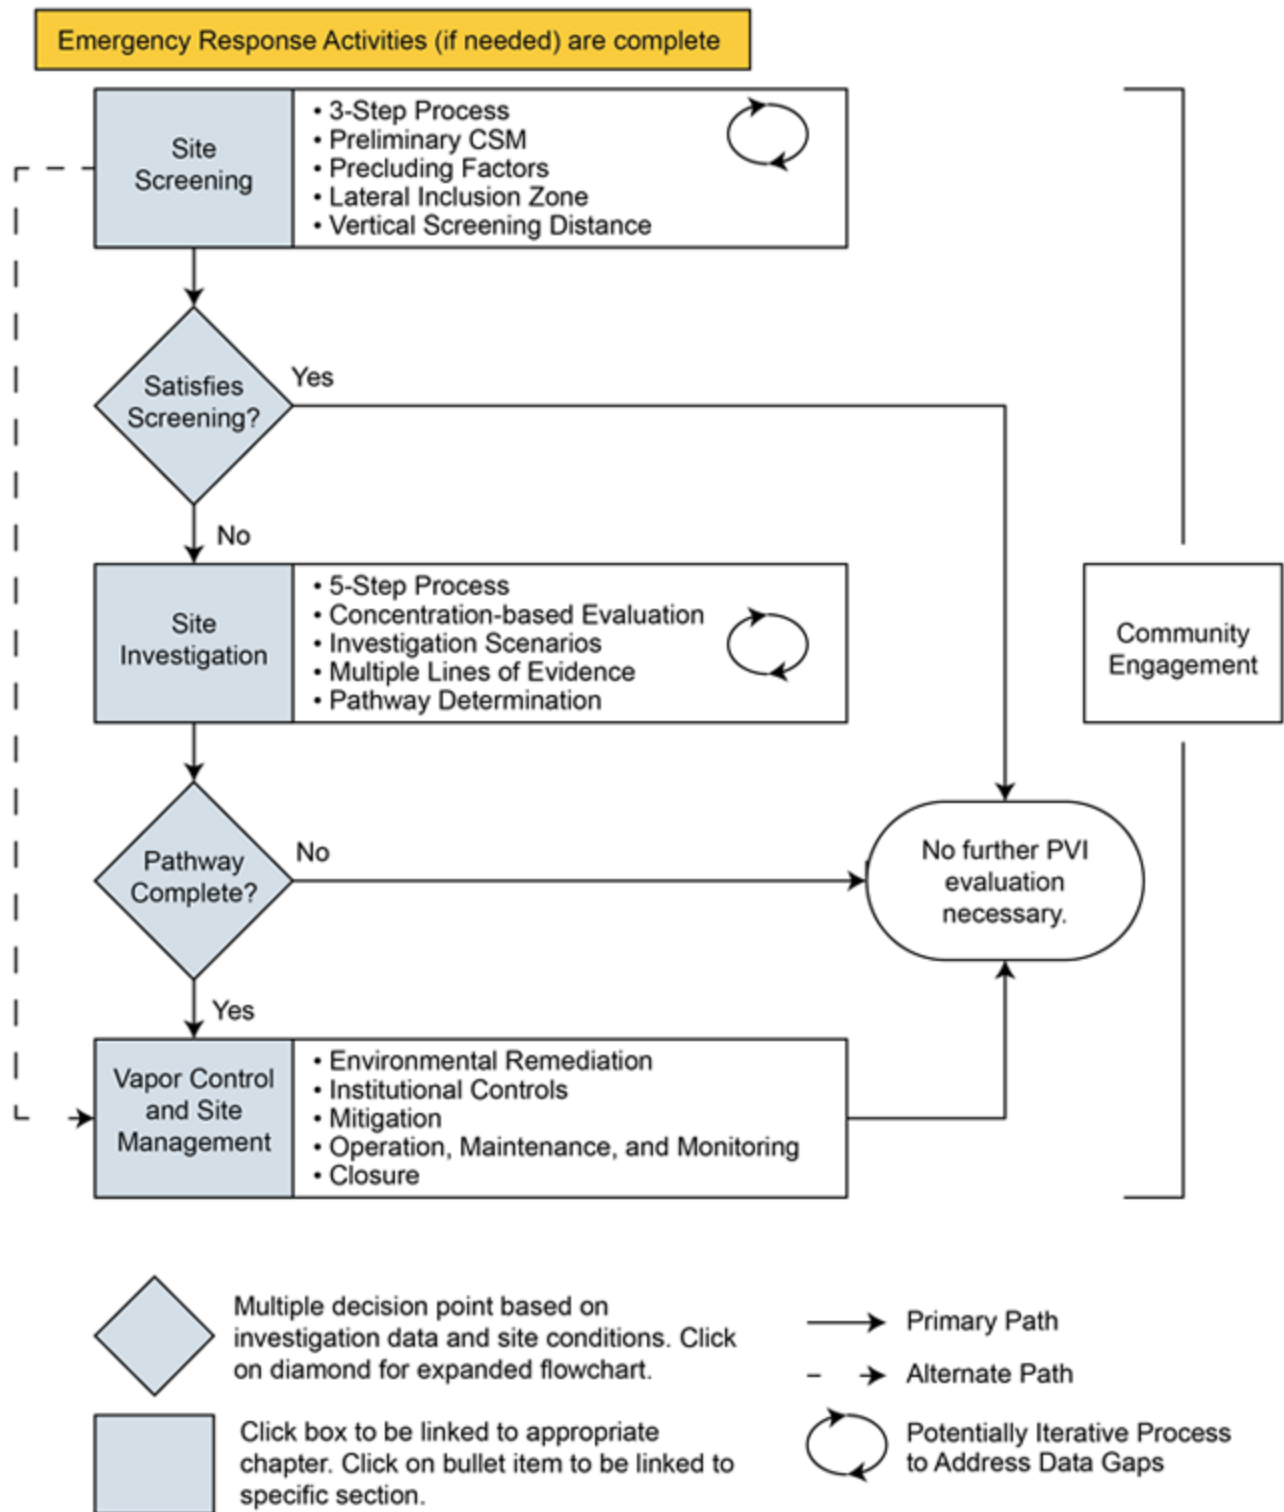 Emergency Response Activities (if needed) are complete
Site
Screening
• 3-Step Process
• Preliminary CSM
• Precluding Factors
• Lateral Inclusion Zone
• Vertical Screening Distance
Satisfies
Screening?
Yes
No
Site
Investigation
• 5-Step Process
• Concentration-based Evaluation
• Investigation Scenarios
• Multiple Lines of Evidence
• Pathway Determination
Community
Engagement
Pathway
Complete?
No
No further PVI
evaluation
necessary.
Yes
Vapor Control
and Site
Management
• Environmental Remediation
• Institutional Controls
• Mitigation
• Operation, Maintenance, and Monitoring
• Closure
Multiple decision point based on
investigation data and site conditions. Click
on diamond for expanded flowchart.
Click box to be linked to appropriate
chapter. Click on bullet item to be linked to
specific section.
Primary Path
Alternate Path
Potentially Iterative Process
to Address Data Gaps